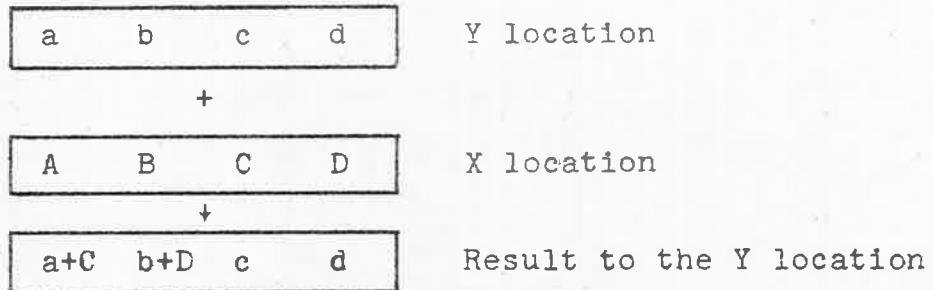 a b c d Y location
+
A B C D X location
↓
a+C b+D c d Result to the Y location